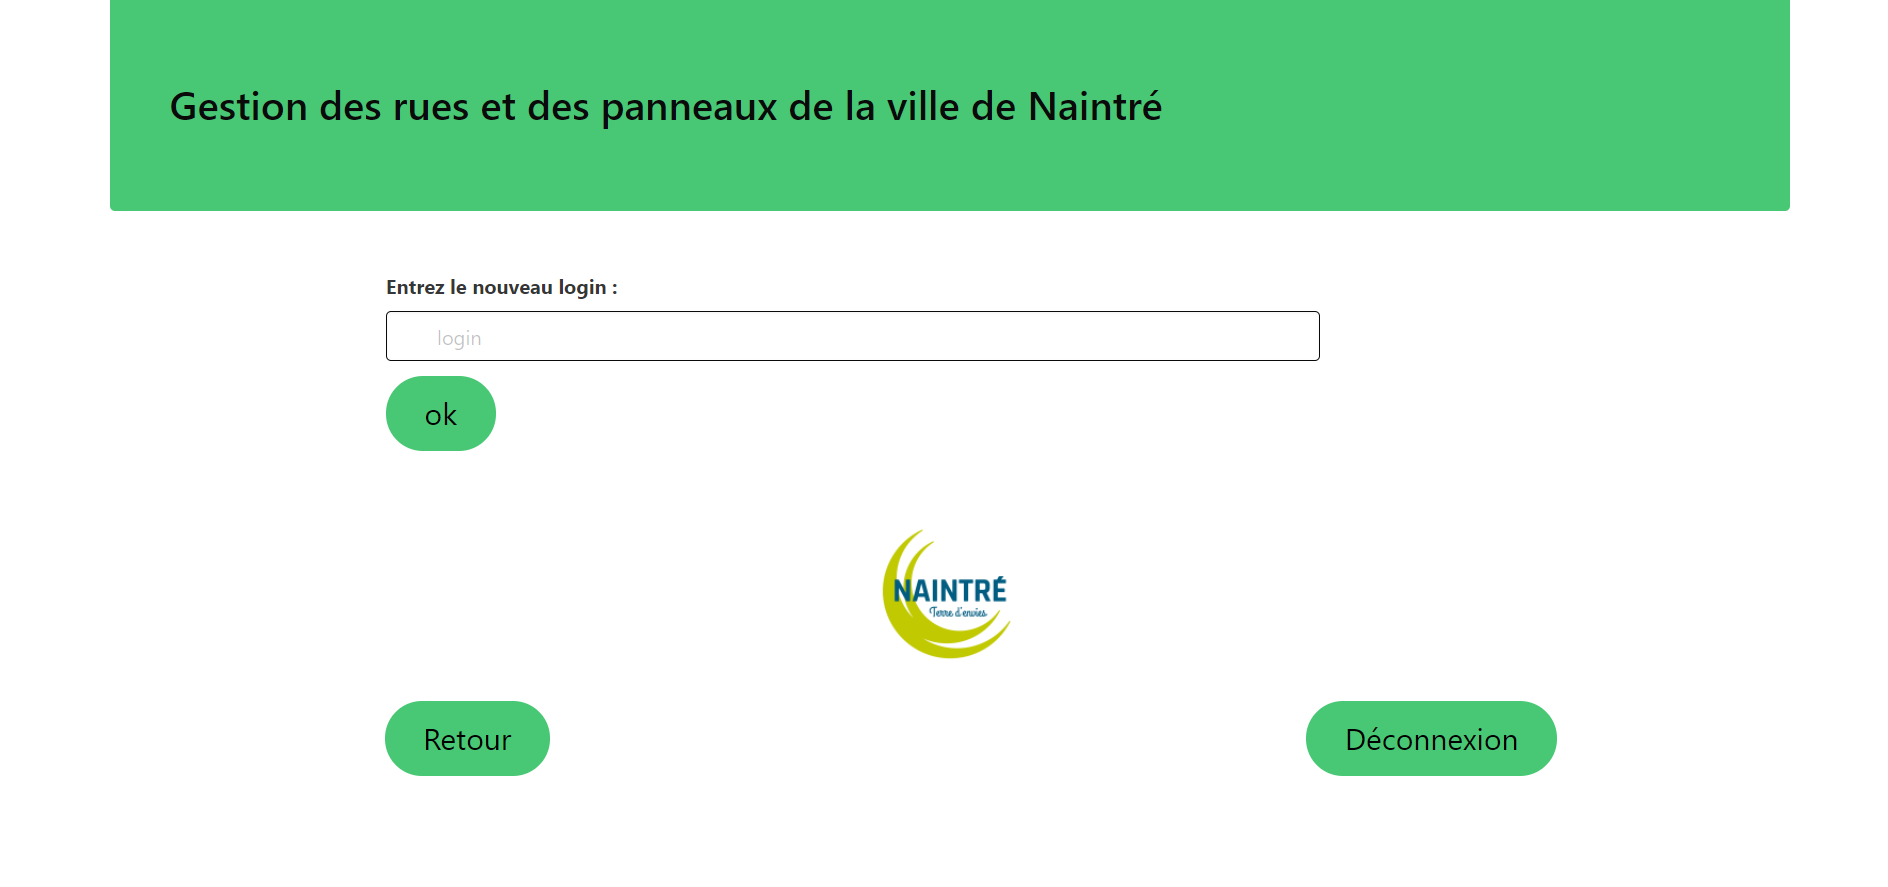 Gestion des rues et des panneaux de la ville de Naintré
Entrez le nouveau login :
login
ok
NAINTRÉ
Terre d'envies
Retour
Déconnexion